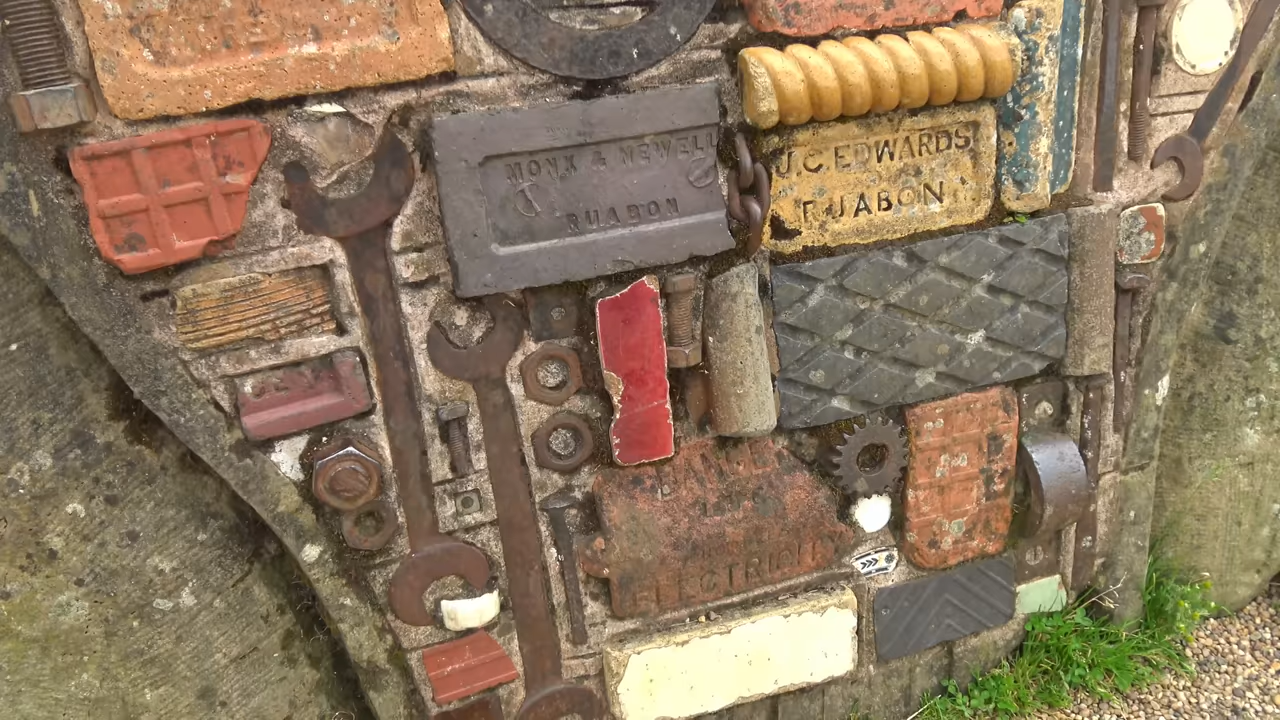 MONK & NEWELL
RUABON
J.C.EDWARDS
RUABON
ELECTRICITY